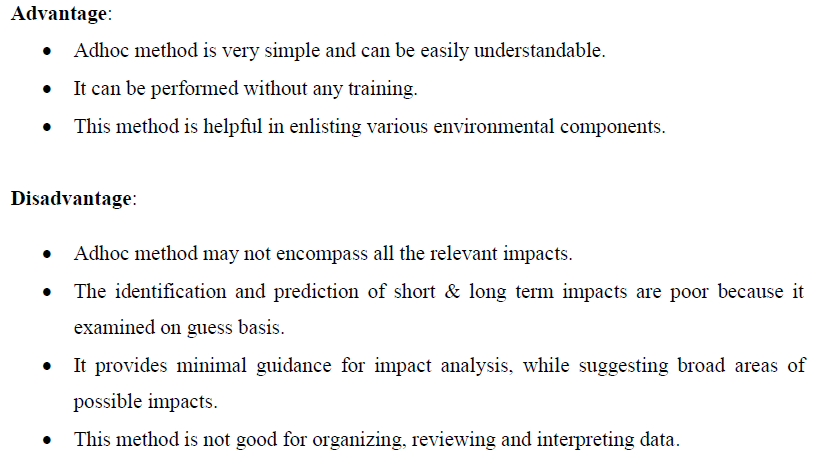 Advantage:
• Adhoc method is very simple and can be easily understandable.
• It can be performed without any training.
• This method is helpful in enlisting various environmental components.
Disadvantage:
• Adhoc method may not encompass all the relevant impacts.
• The identification and prediction of short & long term impacts are poor because it
examined on guess basis.
• It provides minimal guidance for impact analysis, while suggesting broad areas of
possible impacts.
• This method is not good for organizing, reviewing and interpreting data.